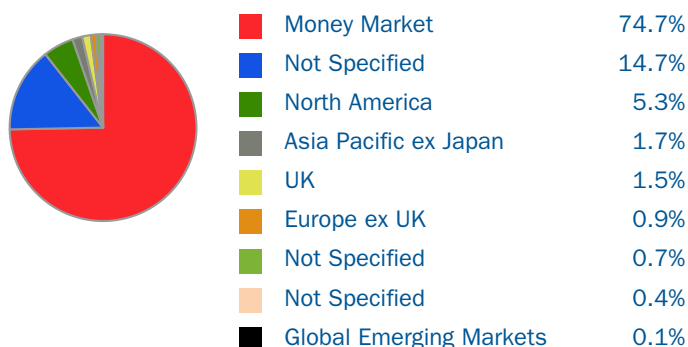 Money Market 74.7%
Not Specified 14.7%
North America 5.3%
Asia Pacific ex Japan 1.7%
UK 1.5%
Europe ex UK 0.9%
Not Specified 0.7%
Not Specified 0.4%
Global Emerging Markets 0.1%